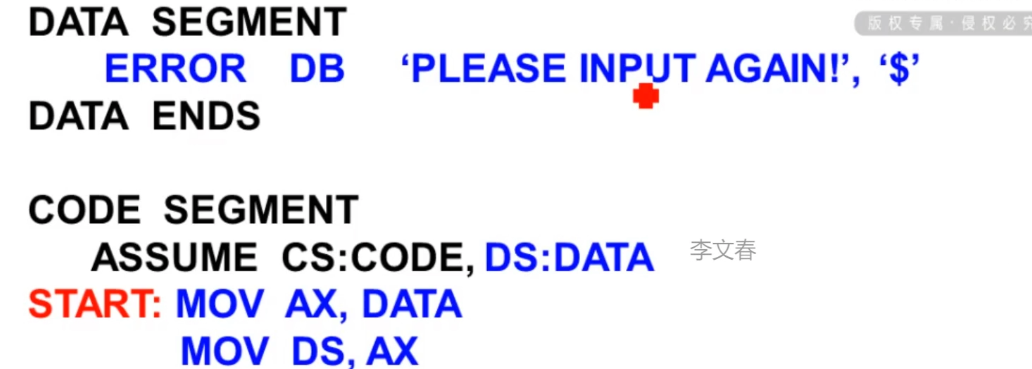 DATA SEGMENT
版权专属·侵权必究
ERROR DB ‘PLEASE INPUT AGAIN!’, ‘$’
DATA ENDS
CODE SEGMENT
ASSUME CS:CODE, DS:DATA
李文春
START: MOV AX, DATA
MOV DS, AX